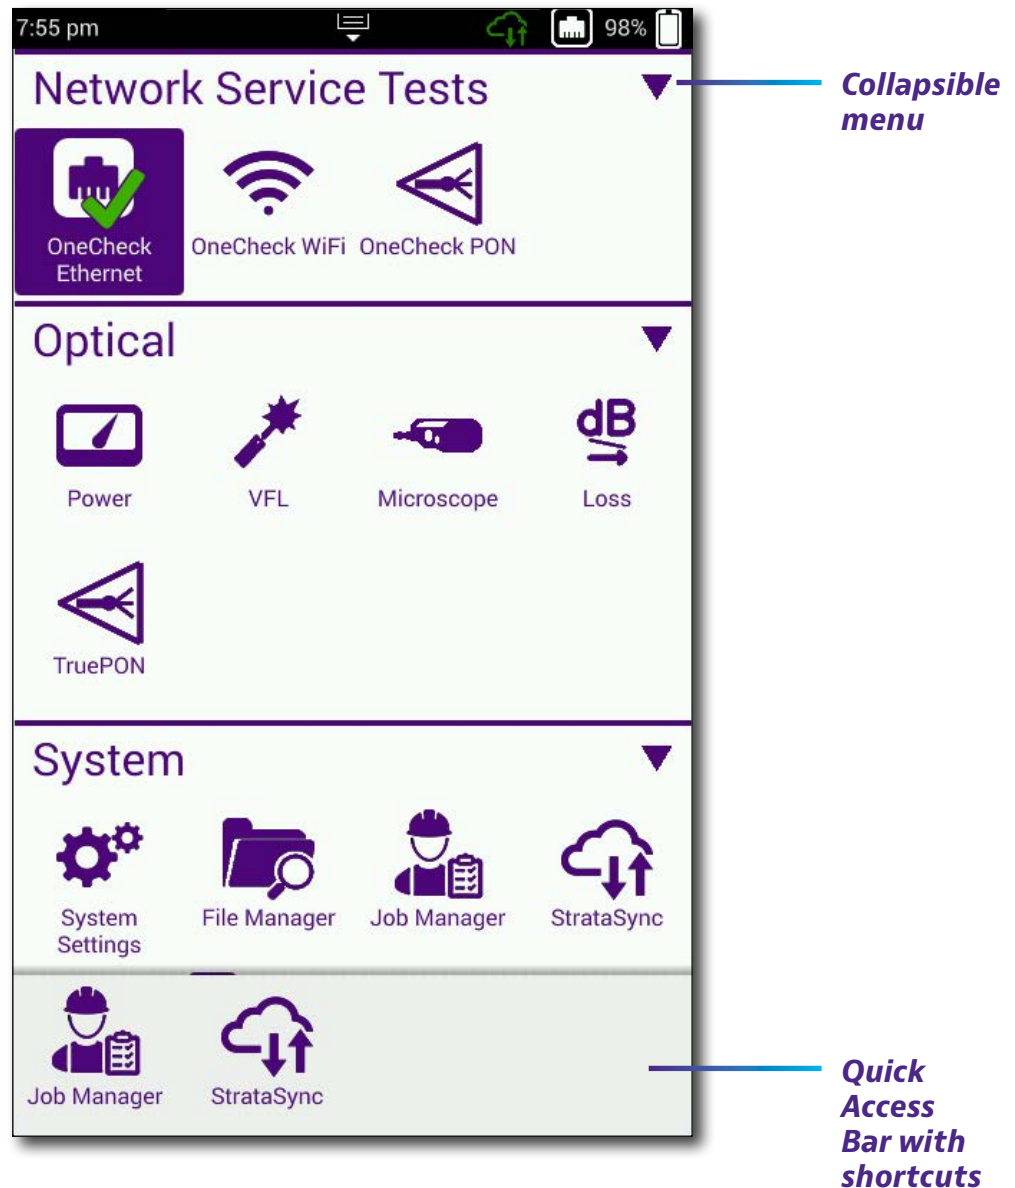 7:55 pm
98%
Network Service Tests
Collapsible
menu
OneCheck
Ethernet
OneCheck WiFi
OneCheck PON
Optical
Power
VFL
dB
Microscope
Loss
TruePON
System
System
Settings
File Manager
Job Manager
StrataSync
Job Manager
StrataSync
Quick
Access
Bar with
shortcuts